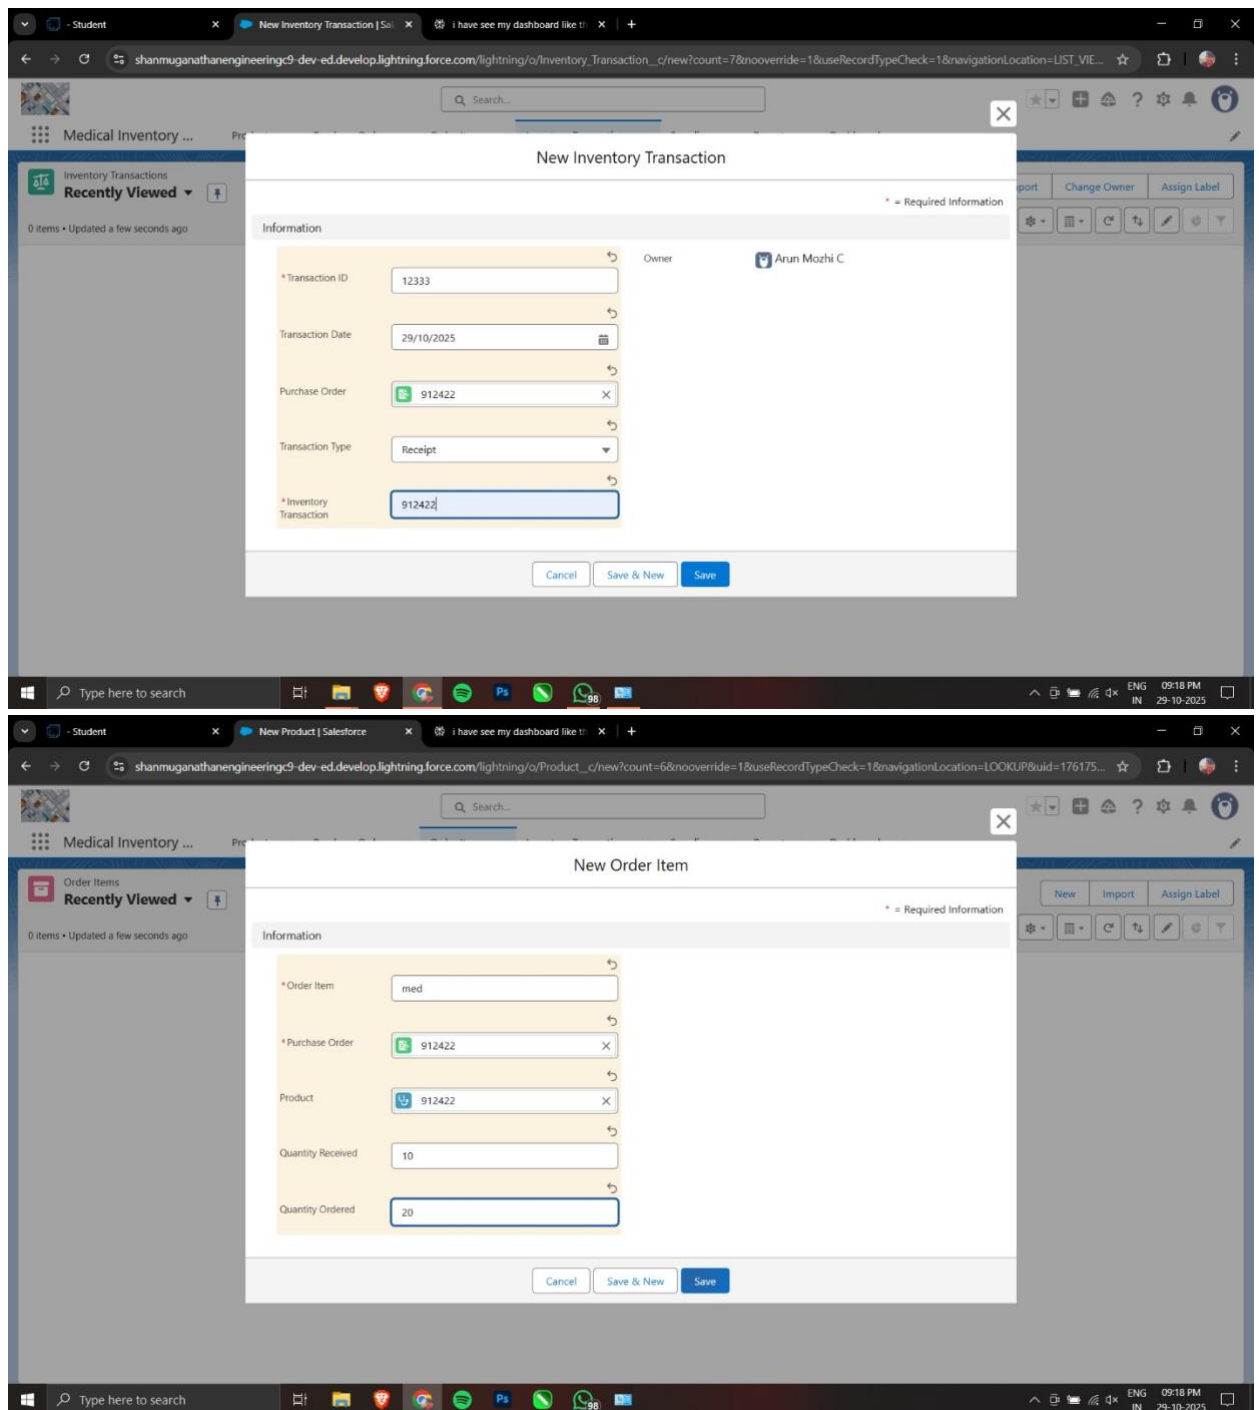 - Student
New Inventory Transaction | Sal
i have see my dashboard like th
shanmuganathanengineeringc9-dev-ed.develop.lightning.force.com/lightning/o/Inventory_Transaction__c/new?count=7&nooverride=1&useRecordTypeCheck=1&navigationLocation=LIST_VIE...
Search...
Medical Inventory ...
New Inventory Transaction
Inventory Transactions
Recently Viewed
Change Owner
Assign Label
* = Required Information
0 items • Updated a few seconds ago
Information
* Transaction ID
12333
Owner
Arun Mozhi C
Transaction Date
29/10/2025
Purchase Order
912422
Transaction Type
Receipt
* Inventory
Transaction
912422
Cancel
Save & New
Save
Type here to search
Ps
98
ENG
IN
09:18 PM
29-10-2025
- Student
New Product | Salesforce
i have see my dashboard like th
shanmuganathanengineeringc9-dev-ed.develop.lightning.force.com/lightning/o/Product__c/new?count=6&nooverride=1&useRecordTypeCheck=1&navigationLocation=LOOKUP&uid=176175...
Search...
Medical Inventory ...
New Order Item
Order Items
Recently Viewed
New
Import
Assign Label
* = Required Information
0 items • Updated a few seconds ago
Information
* Order Item
med
* Purchase Order
912422
Product
912422
Quantity Received
10
Quantity Ordered
20
Cancel
Save & New
Save
Type here to search
Ps
98
ENG
IN
09:18 PM
29-10-2025